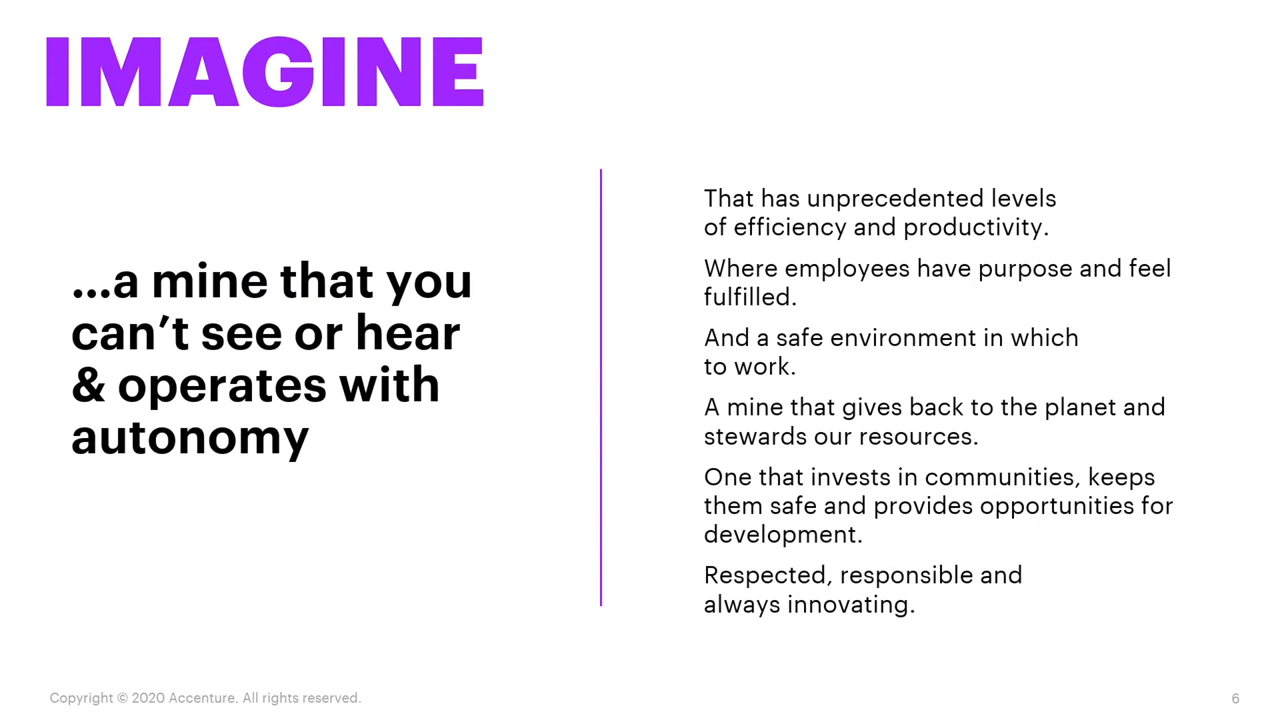 IMAGINE
...a mine that you
can’t see or hear
& operates with
autonomy
That has unprecedented levels
of efficiency and productivity.
Where employees have purpose and feel
fulfilled.
And a safe environment in which
to work.
A mine that gives back to the planet and
stewards our resources.
One that invests in communities, keeps
them safe and provides opportunities for
development.
Respected, responsible and
always innovating.
Copyright © 2020 Accenture. All rights reserved.
6